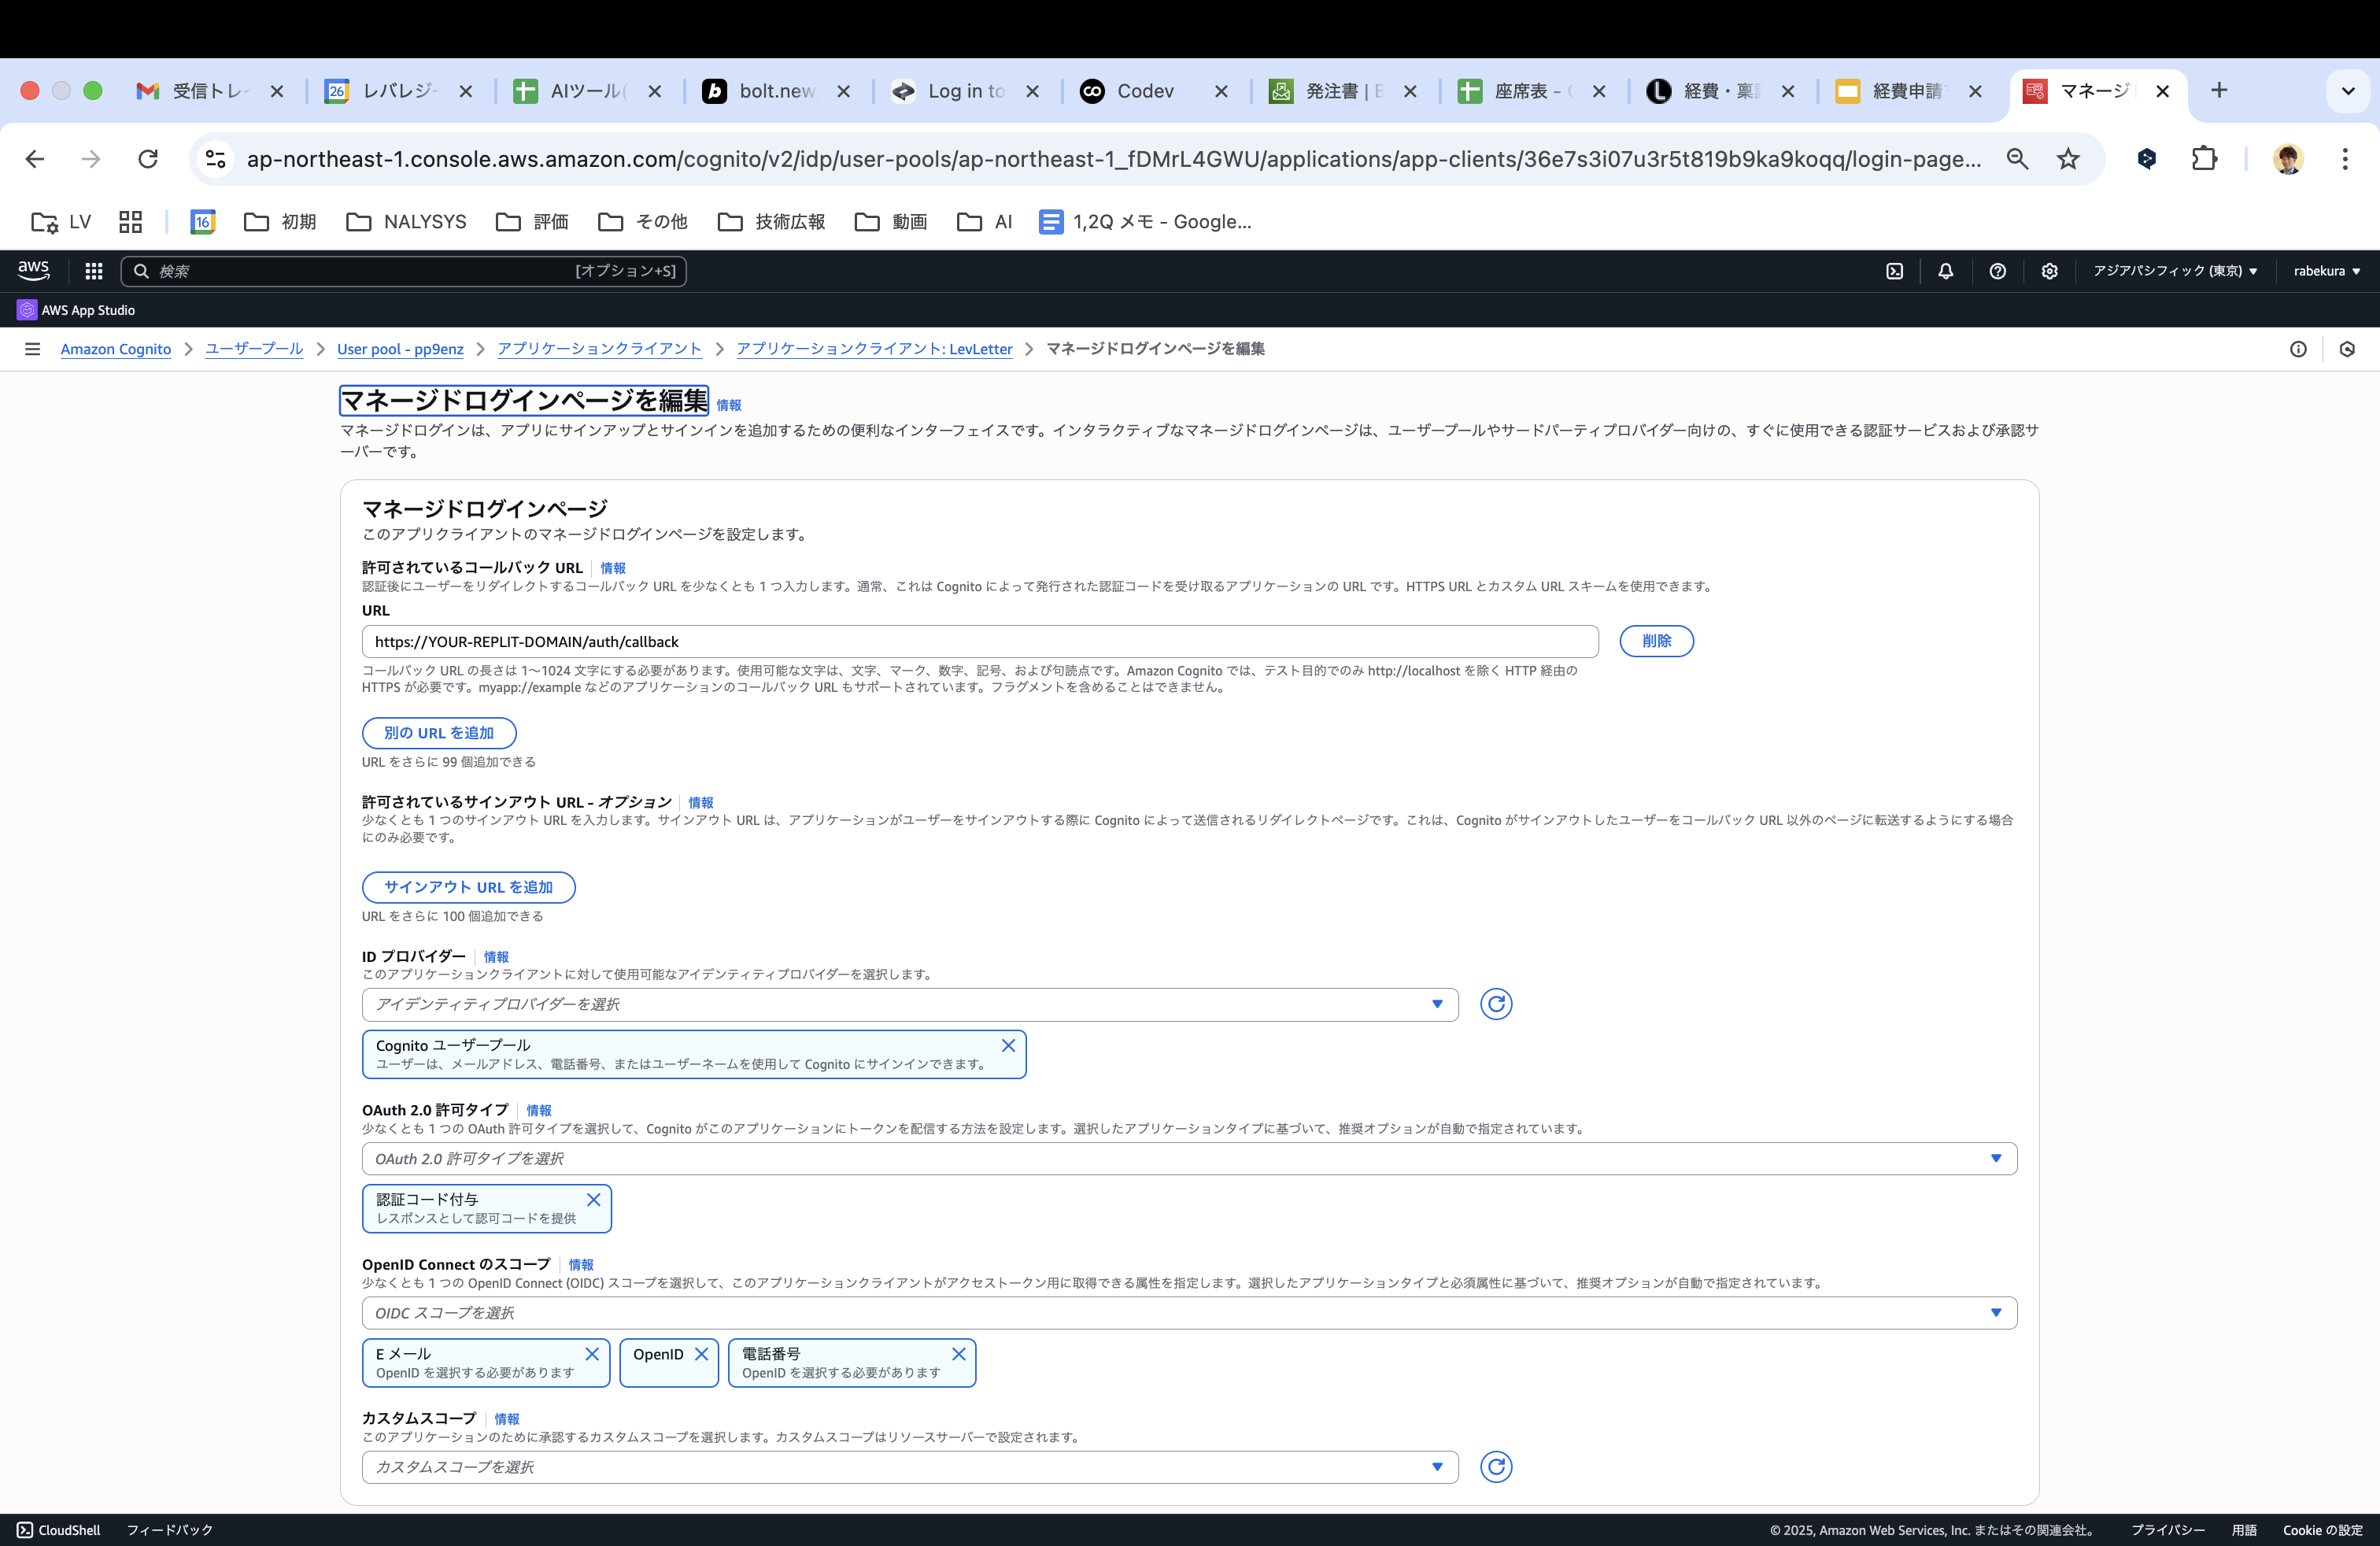 受信トレ
レバレジ
AIツール(
bolt.new
Log in to
Codev
発注書 | B
座席表 - G
経費・稟
経費申請
マネージ
ap-northeast-1.console.aws.amazon.com/cognito/v2/idp/user-pools/ap-northeast-1_fDMrL4GWU/applications/app-clients/36e7s3i07u3r5t819b9ka9koqq/login-page...
LV
初期
NALYSYS
評価
その他
技術広報
動画
AI
1,2Q メモ - Google...
aws
検索
[オプション+S]
アジアパシフィック (東京)
rabekura
AWS App Studio
Amazon Cognito
ユーザープール
User pool - pp9enz
アプリケーションクライアント
アプリケーションクライアント: LevLetter
マネージドログインページを編集
マネージドログインページを編集 情報
マネージドログインは、アプリにサインアップとサインインを追加するための便利なインターフェイスです。インタラクティブなマネージドログインページは、ユーザープールやサードパーティプロバイダー向けの、すぐに使用できる認証サービスおよび承認サ
ーバーです。
マネージドログインページ
このアプリクライアントのマネージドログインページを設定します。
許可されているコールバック URL 情報
認証後にユーザーをリダイレクトするコールバック URL を少なくとも 1 つ入力します。通常、これは Cognito によって発行された認証コードを受け取るアプリケーションの URL です。HTTPS URL とカスタム URL スキームを使用できます。
URL
https://YOUR-REPLIT-DOMAIN/auth/callback
削除
コールバック URL の長さは 1～1024 文字にする必要があります。使用可能な文字は、文字、マーク、数字、記号、および句読点です。Amazon Cognito では、テスト目的でのみ http://localhost を除く HTTP 経由の
HTTPS が必要です。myapp://example などのアプリケーションのコールバック URL もサポートされています。フラグメントを含めることはできません。
別の URL を追加
URL をさらに 99 個追加できる
許可されているサインアウト URL - オプション 情報
少なくとも 1 つのサインアウト URL を入力します。サインアウト URL は、アプリケーションがユーザーをサインアウトする際に Cognito によって送信されるリダイレクトページです。これは、Cognito がサインアウトしたユーザーをコールバック URL 以外のページに転送するようにする場合
にのみ必要です。
サインアウト URL を追加
URL をさらに 100 個追加できる
ID プロバイダー 情報
このアプリケーションクライアントに対して使用可能なアイデンティティプロバイダーを選択します。
アイデンティティプロバイダーを選択
Cognito ユーザープール
ユーザーは、メールアドレス、電話番号、またはユーザーネームを使用して Cognito にサインインできます。
OAuth 2.0 許可タイプ 情報
少なくとも 1 つの OAuth 許可タイプを選択して、Cognito がこのアプリケーションにトークンを配信する方法を設定します。選択したアプリケーションタイプに基づいて、推奨オプションが自動で指定されています。
OAuth 2.0 許可タイプを選択
認証コード付与
レスポンスとして認可コードを提供
OpenID Connect のスコープ 情報
少なくとも 1 つの OpenID Connect (OIDC) スコープを選択して、このアプリケーションクライアントがアクセストークン用に取得できる属性を指定します。選択したアプリケーションタイプと必須属性に基づいて、推奨オプションが自動で指定されています。
OIDC スコープを選択
E メール
OpenID を選択する必要があります
OpenID
電話番号
OpenID を選択する必要があります
カスタムスコープ 情報
このアプリケーションのために承認するカスタムスコープを選択します。カスタムスコープはリソースサーバーで設定されます。
カスタムスコープを選択
CloudShell
フィードバック
© 2025, Amazon Web Services, Inc. またはその関連会社。
プライバシー
用語
Cookie の設定